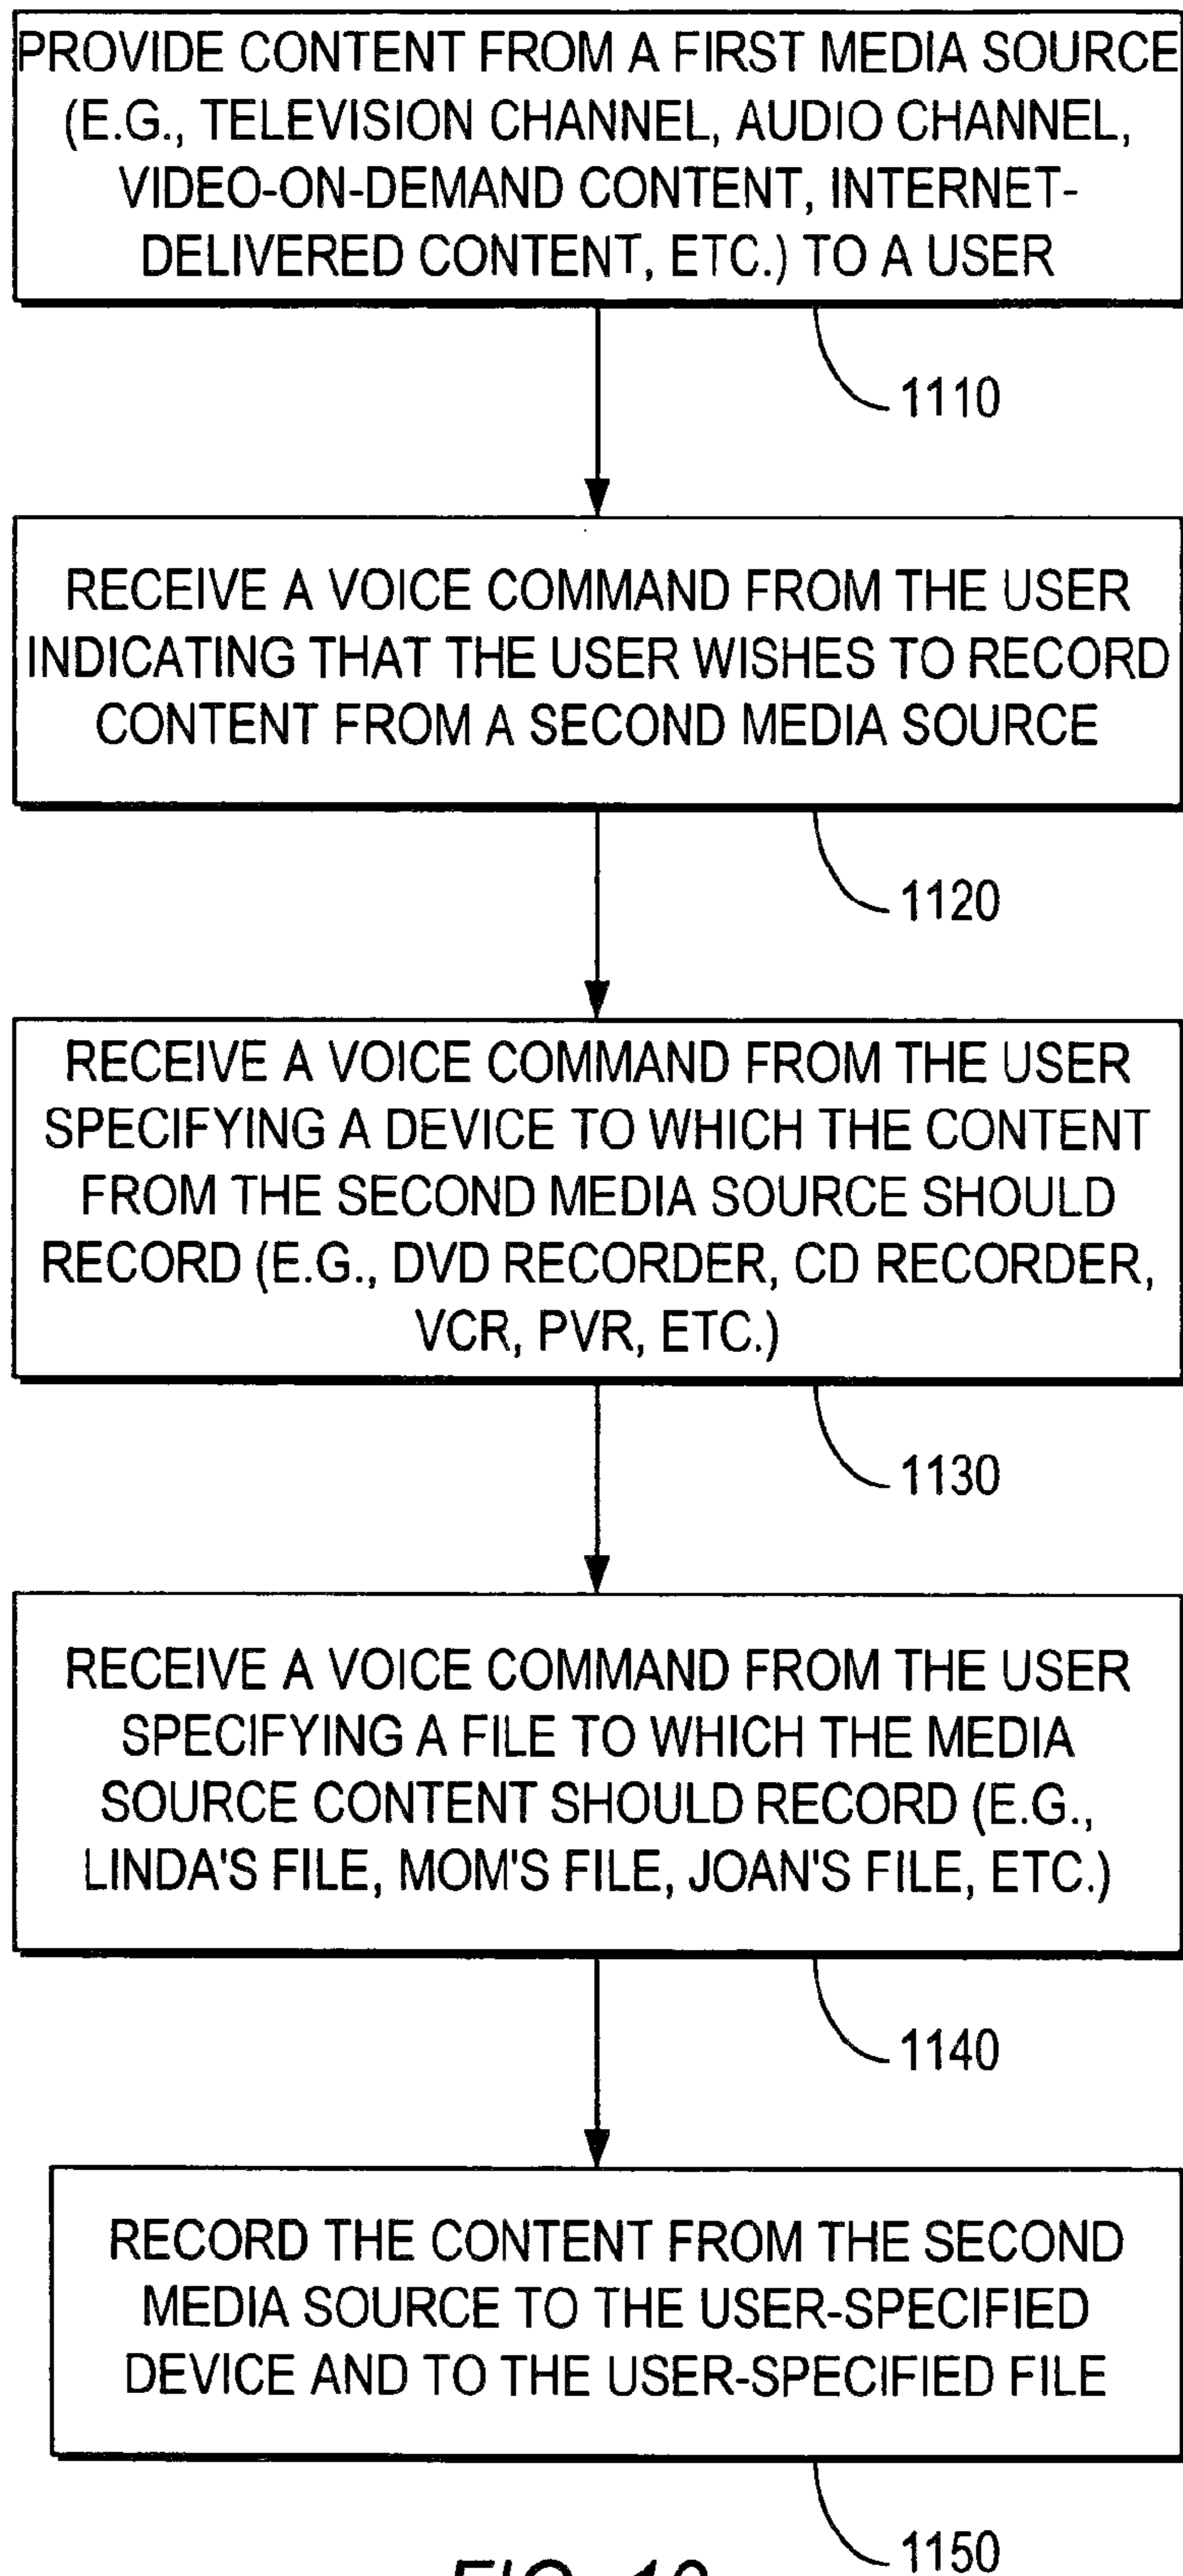 PROVIDE CONTENT FROM A FIRST MEDIA SOURCE
(E.G., TELEVISION CHANNEL, AUDIO CHANNEL,
VIDEO-ON-DEMAND CONTENT, INTERNET-
DELIVERED CONTENT, ETC.) TO A USER
1110
RECEIVE A VOICE COMMAND FROM THE USER
INDICATING THAT THE USER WISHES TO RECORD
CONTENT FROM A SECOND MEDIA SOURCE
1120
RECEIVE A VOICE COMMAND FROM THE USER
SPECIFYING A DEVICE TO WHICH THE CONTENT
FROM THE SECOND MEDIA SOURCE SHOULD
RECORD (E.G., DVD RECORDER, CD RECORDER,
VCR, PVR, ETC.)
1130
RECEIVE A VOICE COMMAND FROM THE USER
SPECIFYING A FILE TO WHICH THE MEDIA
SOURCE CONTENT SHOULD RECORD (E.G.,
LINDA'S FILE, MOM'S FILE, JOAN'S FILE, ETC.)
1140
RECORD THE CONTENT FROM THE SECOND
MEDIA SOURCE TO THE USER-SPECIFIED
DEVICE AND TO THE USER-SPECIFIED FILE
1150